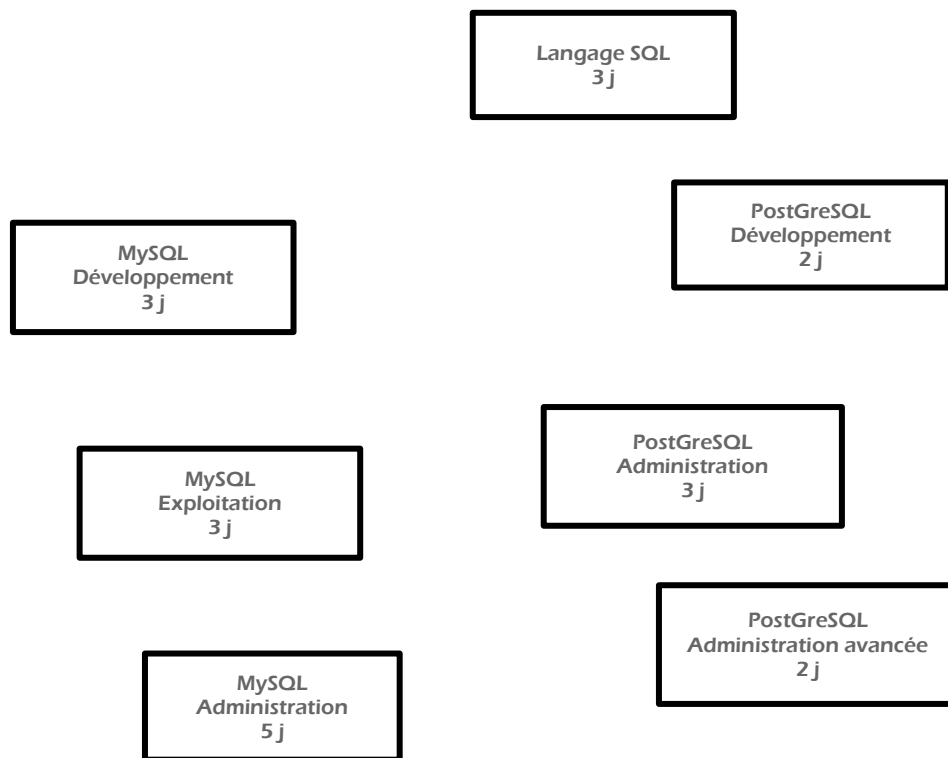 Langage SQL
3 j
PostGreSQL
Développement
2 j
MySQL
Développement
3 j
PostGreSQL
Administration
3 j
MySQL
Exploitation
3 j
PostGreSQL
Administration avancée
2 j
MySQL
Administration
5 j